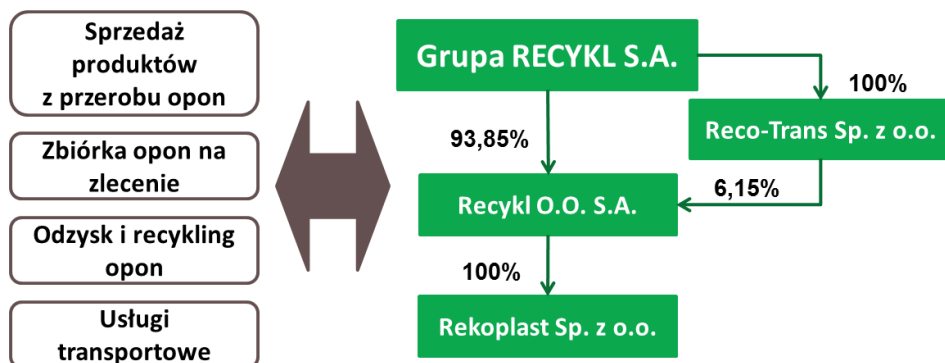 Sprzedaż
produktów
z przerobu opon
Zbiórka opon na
zlecenie
Odzysk i recykling
opon
Usługi
transportowe
Grupa RECYKL S.A.
100%
Reco-Trans Sp. z o.o.
93,85%
6,15%
Recykl O.O. S.A.
100%
Rekoplast Sp. z o.o.